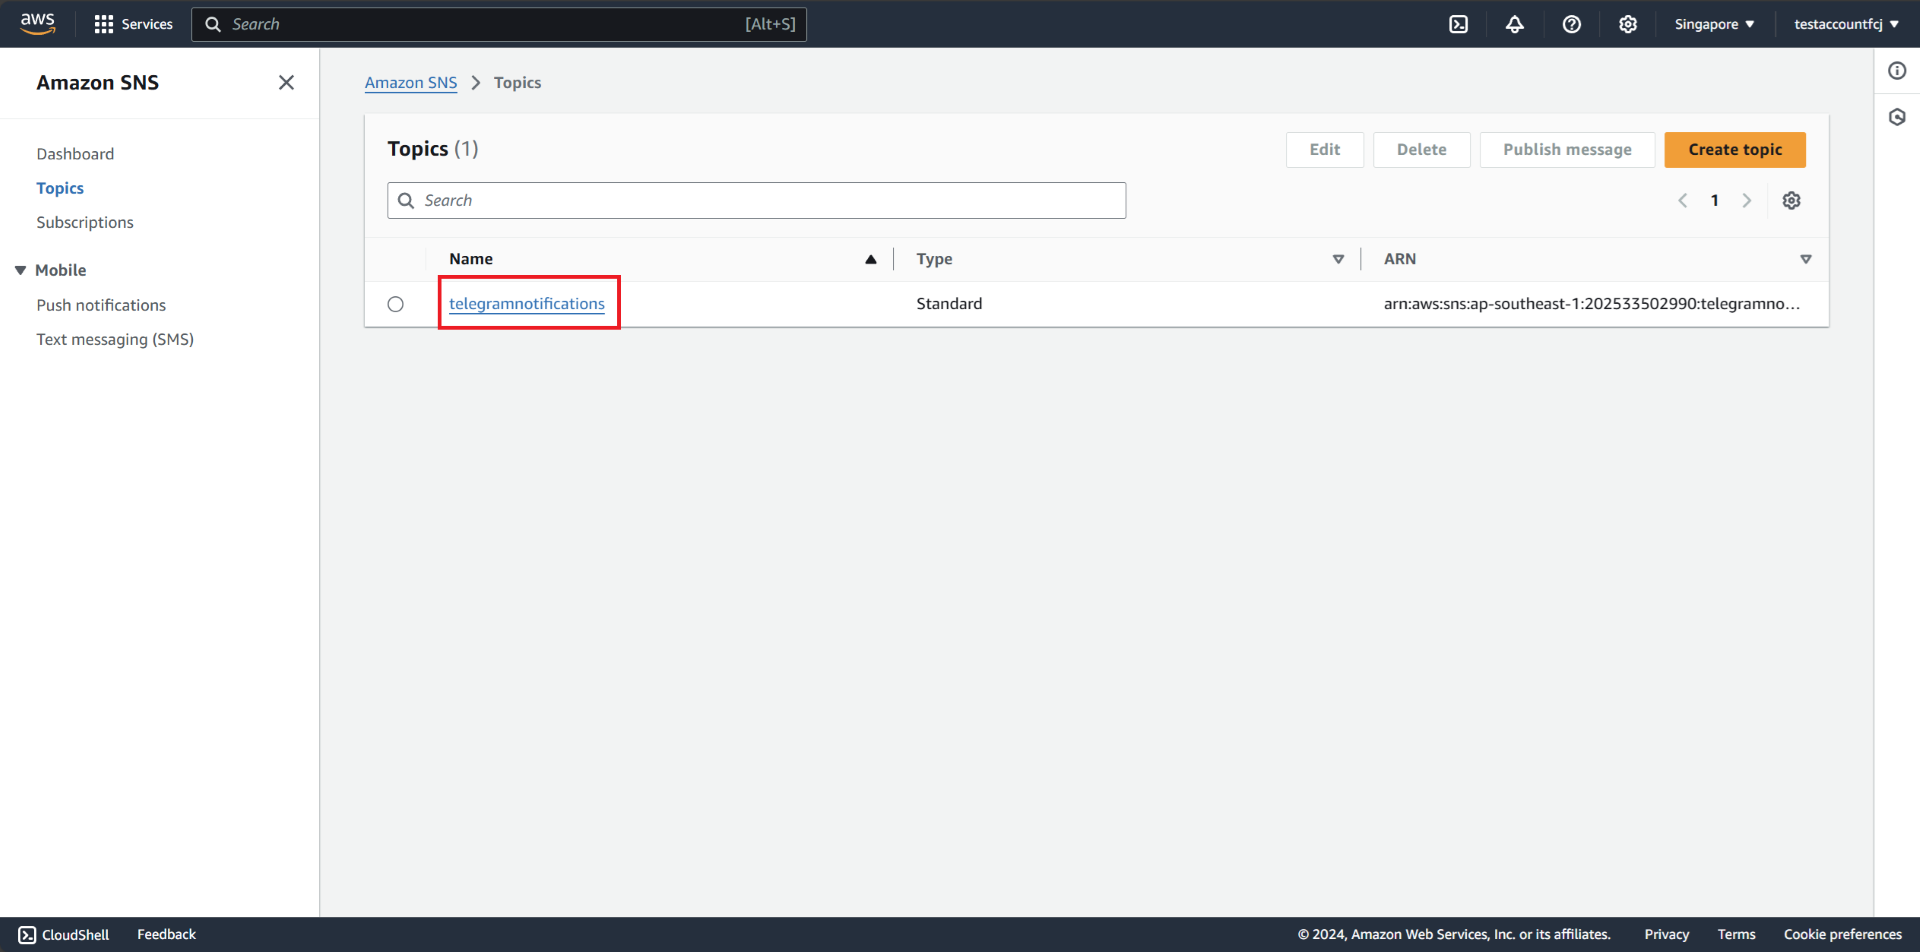 aws Services Search [Alt+S] Singapore testaccountfcj
Amazon SNS
Dashboard
Topics
Subscriptions
Mobile
Push notifications
Text messaging (SMS)
Amazon SNS > Topics
Topics (1) Edit Delete Publish message Create topic
Search 1
Name Type ARN
telegramnotifications Standard arn:aws:sns:ap-southeast-1:202533502990:telegramno...
CloudShell Feedback © 2024, Amazon Web Services, Inc. or its affiliates. Privacy Terms Cookie preferences